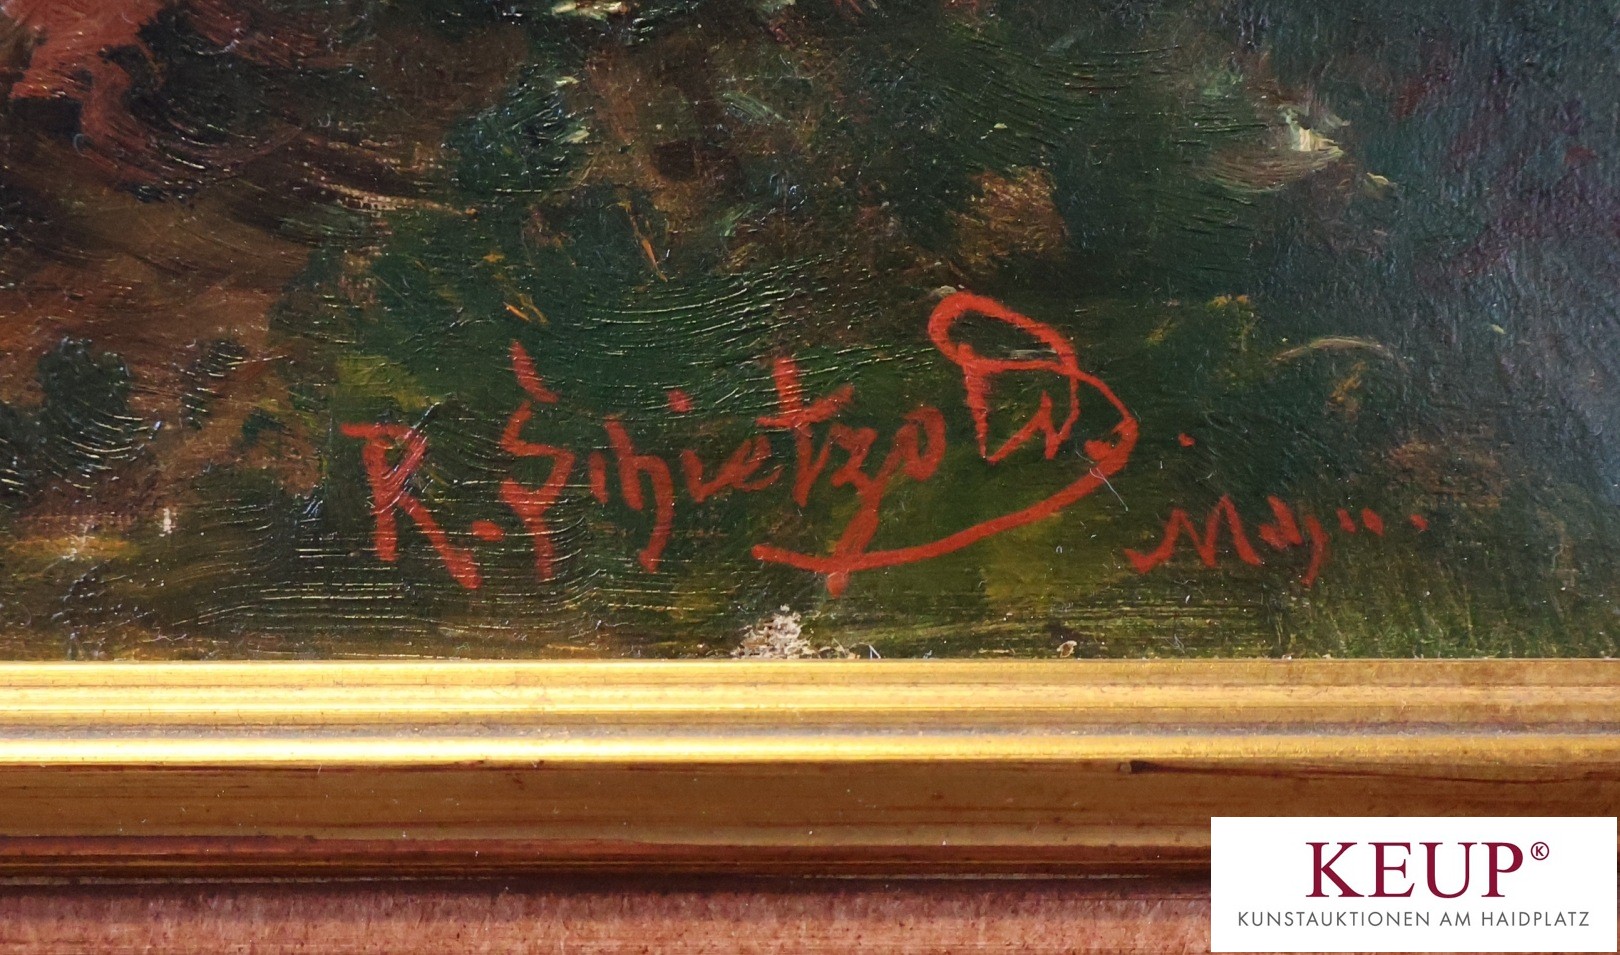 R. Schietzold.
KEUP®
KUNSTAUKTIONEN AM HAIDPLATZ